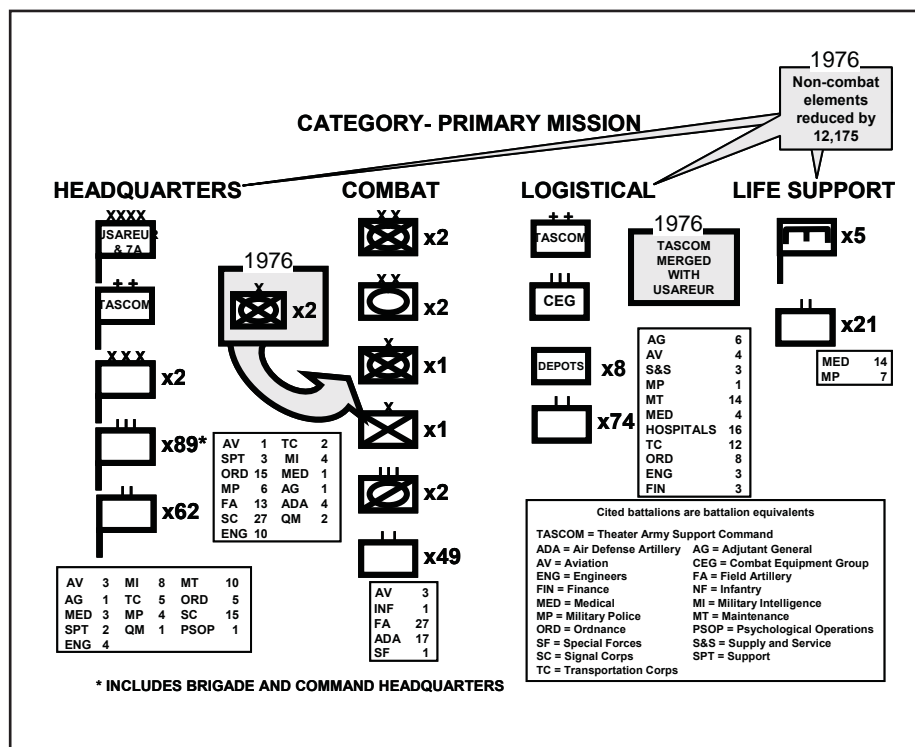 1976
Non-combat
elements
reduced by
12,175
CATEGORY- PRIMARY MISSION
HEADQUARTERS
COMBAT
LOGISTICAL
LIFE SUPPORT
XXXX
USAREUR
& 7A
+ +
TASCOM
X X X
x2
III
x89*
II
x62
1976
X
x2
AV 1 TC 2
SPT 3 MI 4
ORD 15 MED 1
MP 6 AG 1
FA 13 ADA 4
SC 27 QM 2
ENG 10
AV 3 MI 8 MT 10
AG 1 TC 5 ORD 5
MED 3 MP 4 SC 15
SPT 2 QM 1 PSOP 1
ENG 4
X X
x2
X X
x2
X
x1
X
x1
III
x2
II
x49
AV 3
INF 1
FA 27
ADA 17
SF 1
+ +
TASCOM
III
CEG
DEPOTS
x8
II
x74
1976
TASCOM
MERGED
WITH
USAREUR
AG 6
AV 4
S&S 3
MP 1
MT 14
MED 4
HOSPITALS 16
TC 12
ORD 8
ENG 3
FIN 3
x5
II
x21
MED 14
MP 7
Cited battalions are battalion equivalents
TASCOM = Theater Army Support Command
ADA = Air Defense Artillery AG = Adjutant General
AV = Aviation CEG = Combat Equipment Group
ENG = Engineers FA = Field Artillery
FIN = Finance NF = Infantry
MED = Medical MI = Military Intelligence
MP = Military Police MT = Maintenance
ORD = Ordnance PSOP = Psychological Operations
SF = Special Forces S&S = Supply and Service
SC = Signal Corps SPT = Support
TC = Transportation Corps
* INCLUDES BRIGADE AND COMMAND HEADQUARTERS